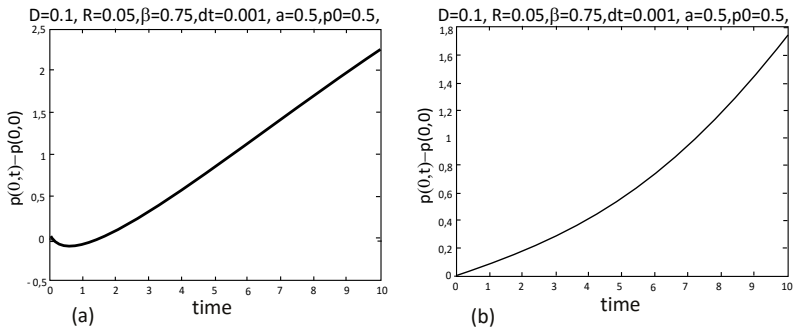 D=0.1, R=0.05,β=0.75,dt=0.001, a=0.5,p0=0.5,
2,5
2
1,5
1
0,5
0
- 0,5
p(0,t)−p(0,0)
0 1 2 3 4 5 6 7 8 9 10
time
(a)
D=0.1, R=0.05,β=0.75,dt=0.001, a=0.5,p0=0.5,
1,8
1,6
1,4
1,2
1
0,8
0,6
0,4
0,2
0
p(0,t)−p(0,0)
0 1 2 3 4 5 6 7 8 9 10
time
(b)